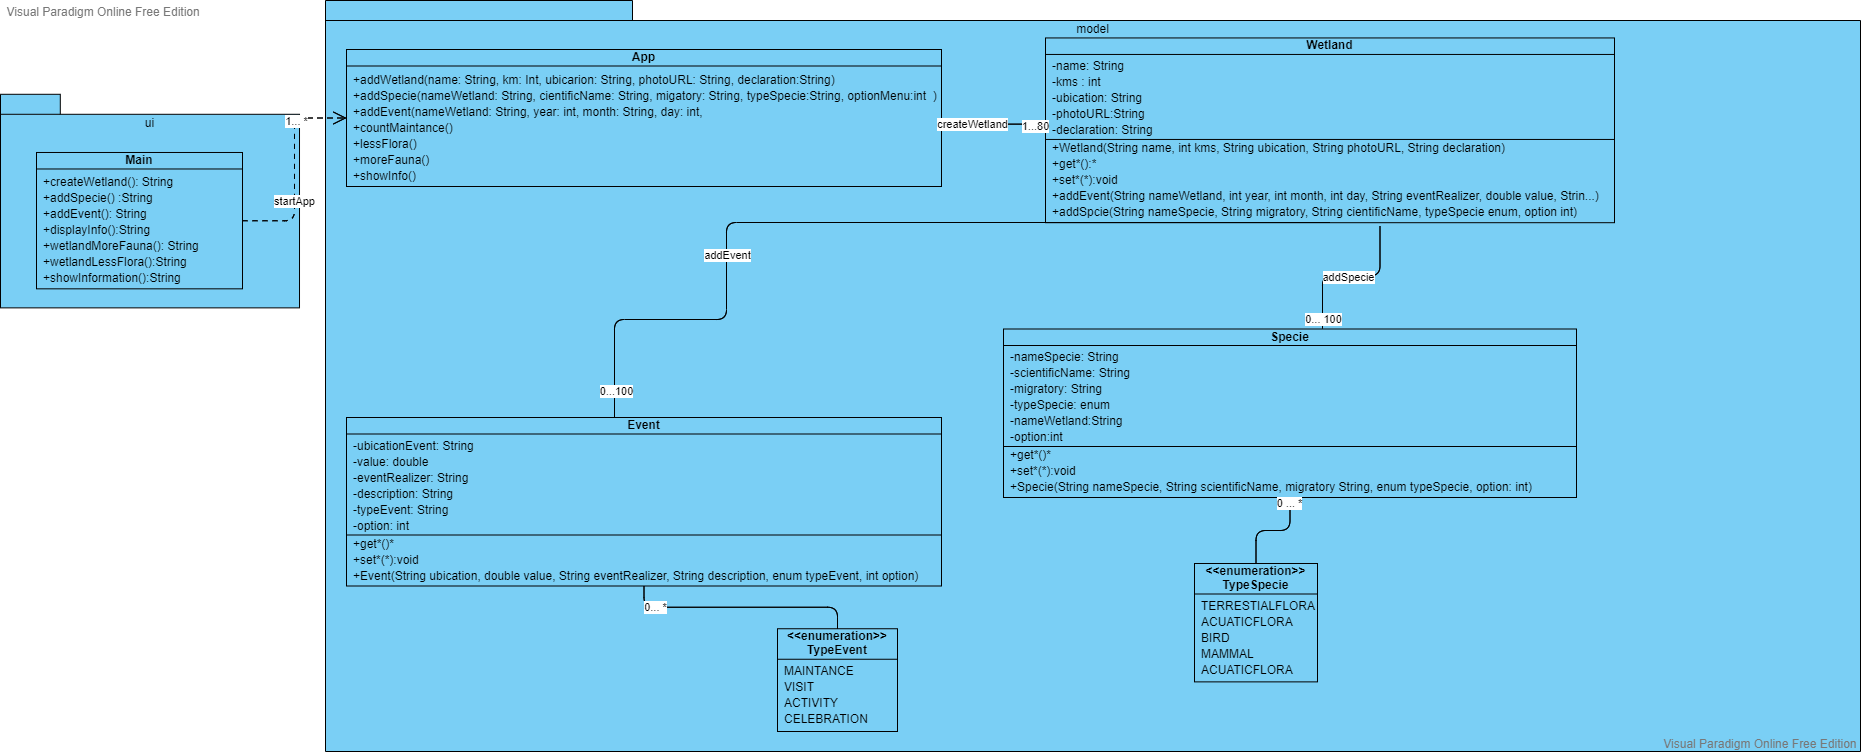 Visual Paradigm Online Free Edition
model
App
+addWetland(name: String, km: Int, ubicarion: String, photoURL: String, declaration:String)
+addSpecie(nameWetland: String, cientificName: String, migatory: String, typeSpecie:String, optionMenu:int )
+addEvent(nameWetland: String, year: int, month: String, day: int,
+countMaintance()
+lessFlora()
+moreFauna()
+showInfo()
createWetland
1...80
Wetland
-name: String
-kms : int
-ubication: String
-photoURL:String
-declaration: String
+Wetland(String name, int kms, String ubication, String photoURL, String declaration)
+get*():*
+set*(*):void
+addEvent(String nameWetland, int year, int month, int day, String eventRealizer, double value, Strin...)
+addSpcie(String nameSpecie, String migratory, String cientificName, typeSpecie enum, option int)
ui
1... *
startApp
Main
+createWetland(): String
+addSpecie() :String
+addEvent(): String
+displayInfo():String
+wetlandMoreFauna(): String
+wetlandLessFlora():String
+showInformation():String
addEvent
0...100
addSpecie
0... 100
Event
-ubicationEvent: String
-value: double
-eventRealizer: String
-description: String
-typeEvent: String
-option: int
+get*()*
+set*(*):void
+Event(String ubication, double value, String eventRealizer, String description, enum typeEvent, int option)
0... *
<<enumeration>>
TypeEvent
MAINTANCE
VISIT
ACTIVITY
CELEBRATION
Specie
-nameSpecie: String
-scientificName: String
-migratory: String
-typeSpecie: enum
-nameWetland:String
-option:int
+get*()*
+set*(*):void
+Specie(String nameSpecie, String scientificName, migratory String, enum typeSpecie, option: int)
0 ... *
<<enumeration>>
TypeSpecie
TERRESTIALFLORA
ACUATICFLORA
BIRD
MAMMAL
ACUATICFLORA
Visual Paradigm Online Free Edition